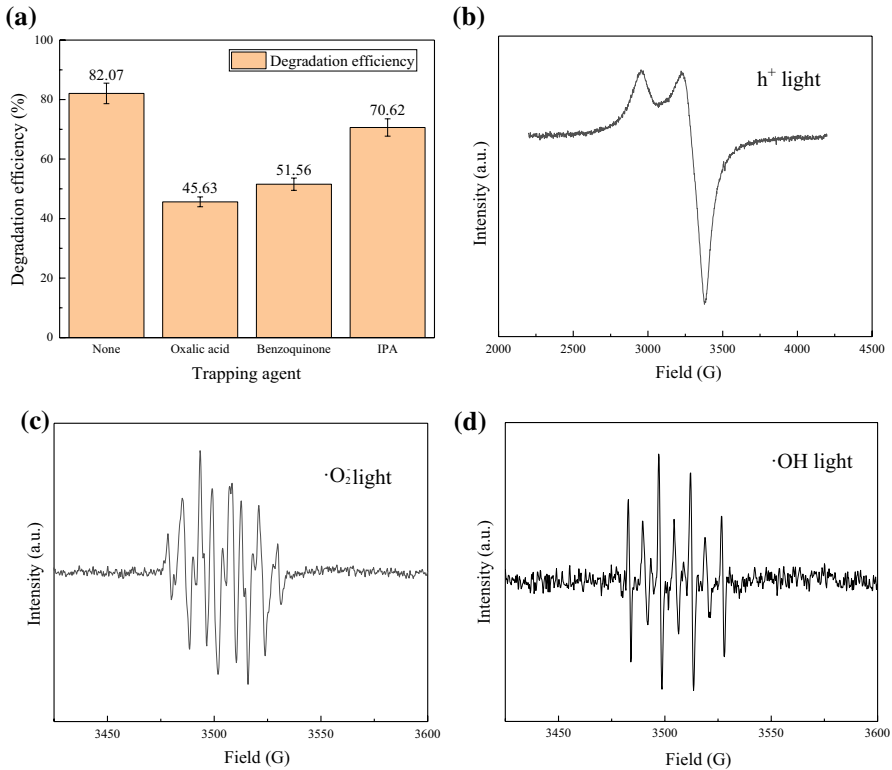 (a)
100
80
60
40
20
0
Degradation efficiency (%)
Degradation efficiency
82.07
45.63
51.56
70.62
None Oxalic acid Benzoquinone IPA
Trapping agent
(b)
h⁺ light
Intensity (a.u.)
2000 2500 3000 3500 4000 4500
Field (G)
(c)
·O₂⁻light
Intensity (a.u.)
3450 3500 3550 3600
Field (G)
(d)
·OH light
Intensity (a.u.)
3450 3500 3550 3600
Field (G)